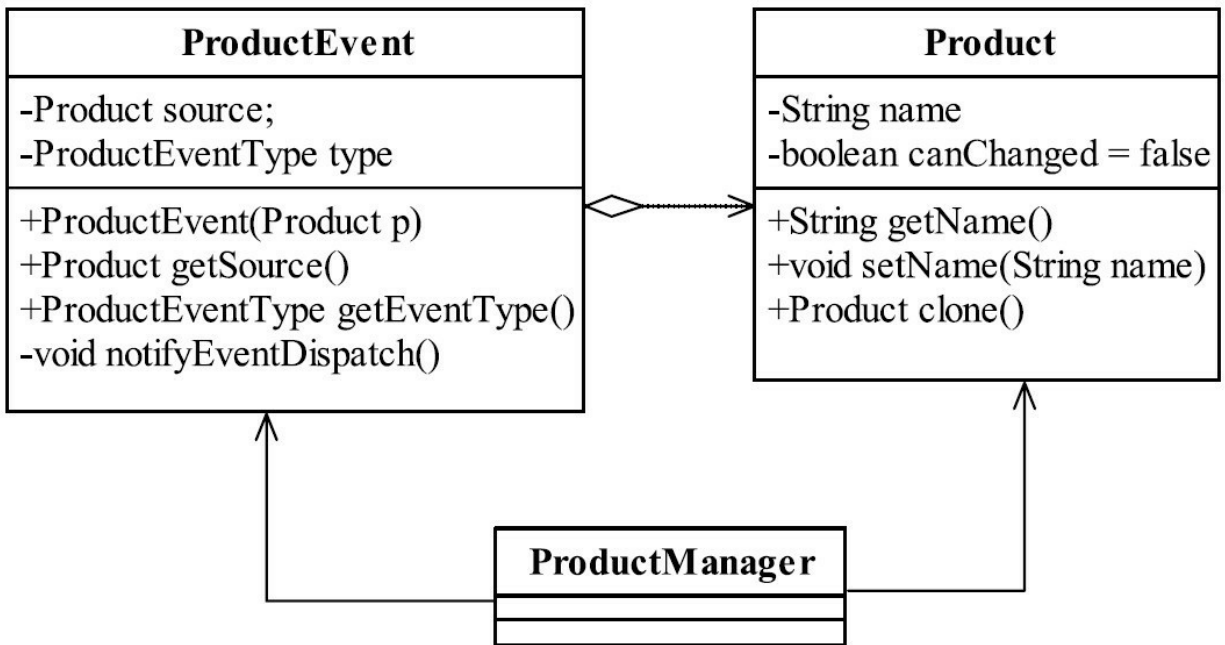 ProductEvent
-Product source;
-ProductEventType type
+ProductEvent(Product p)
+Product getSource()
+ProductEventType getEventType()
-void notifyEventDispatch()
Product
-String name
-boolean canChanged = false
+String getName()
+void setName(String name)
+Product clone()
ProductManager